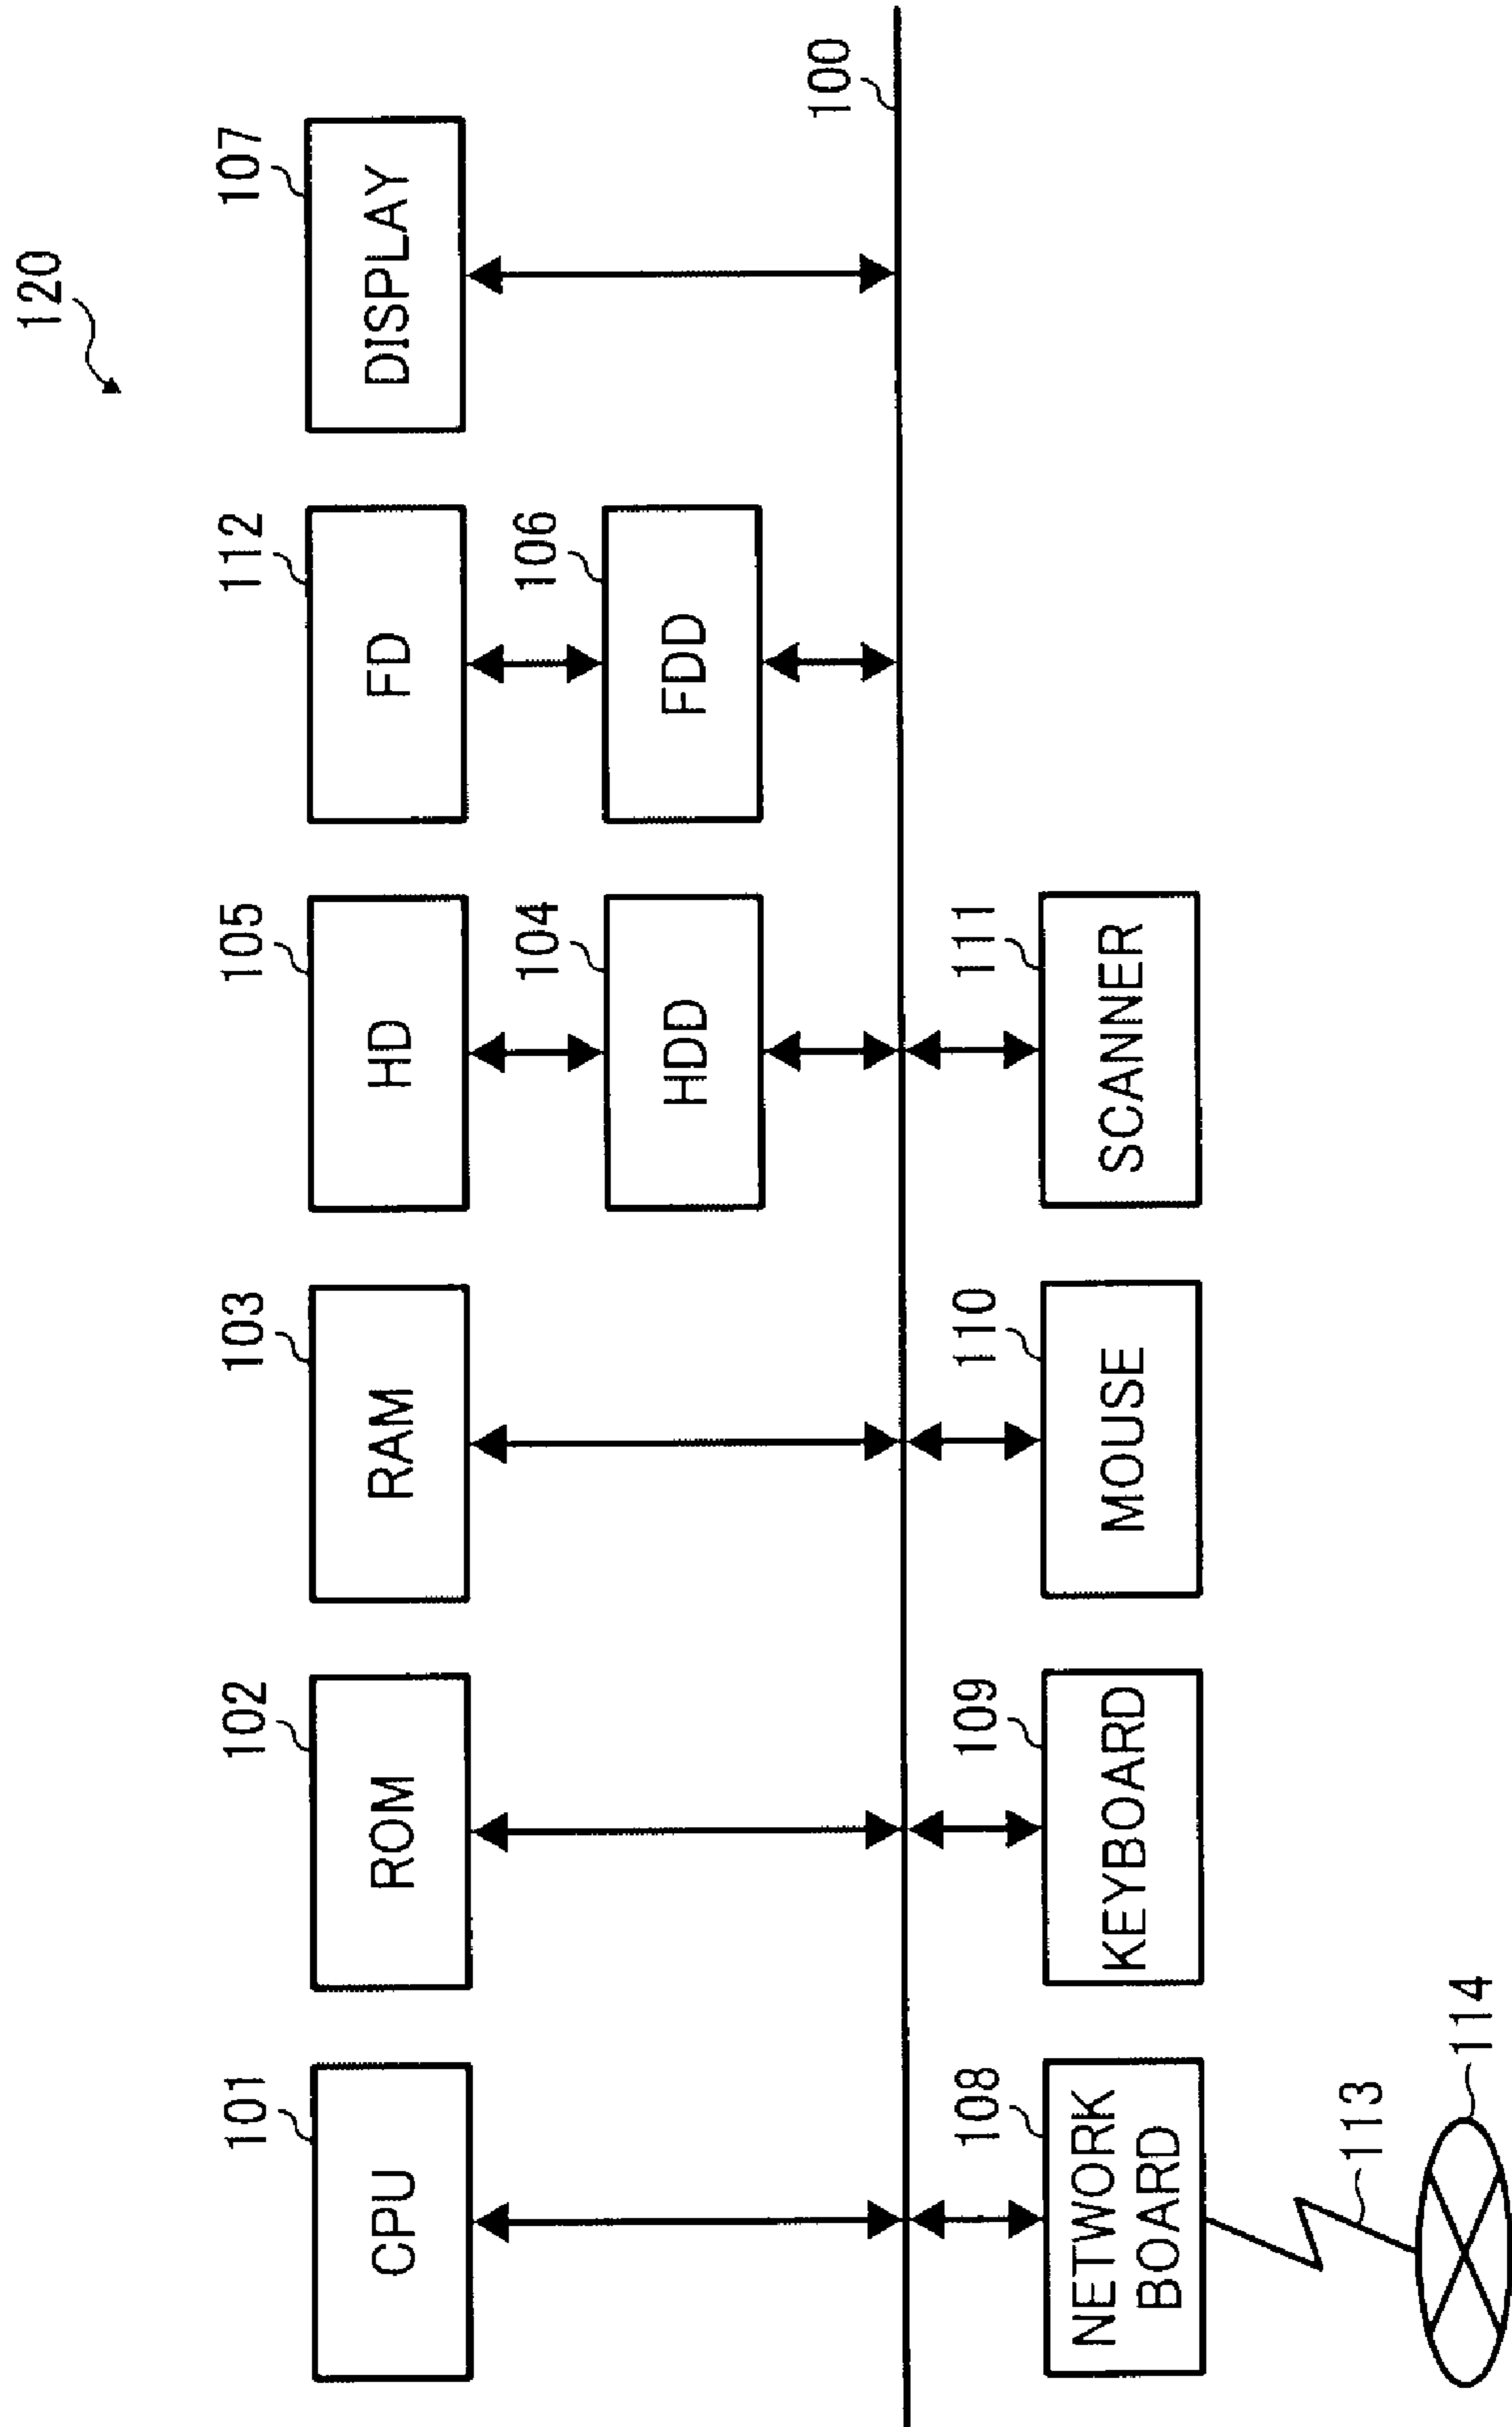 120
101
CPU
102
ROM
103
RAM
105
HD
112
FD
107
DISPLAY
104
HDD
106
FDD
100
108
NETWORK
BOARD
109
KEYBOARD
110
MOUSE
111
SCANNER
113
114